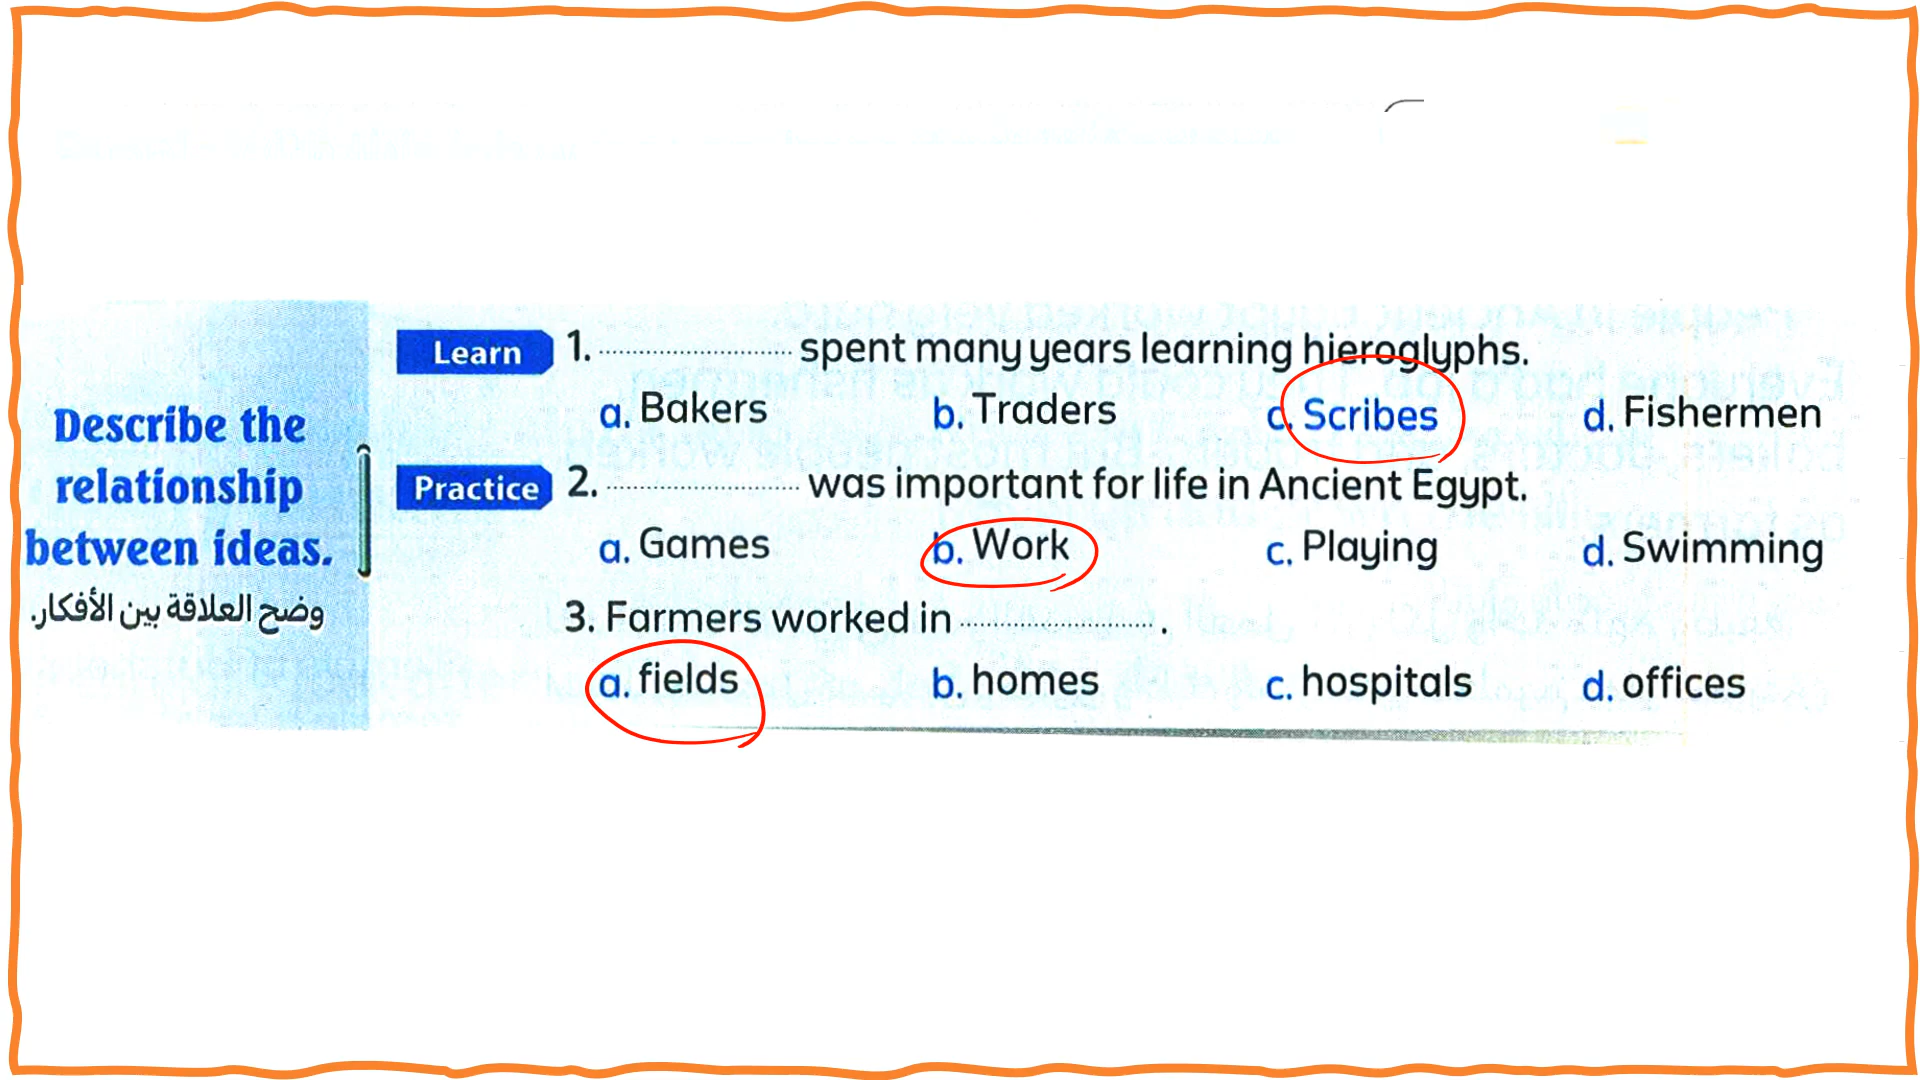 Describe the
relationship
between ideas.
وضح العلاقة بين الأفكار.
Learn 1. .................... spent many years learning hieroglyphs.
a. Bakers b. Traders c. Scribes d. Fishermen
Practice 2. .................... was important for life in Ancient Egypt.
a. Games b. Work c. Playing d. Swimming
3. Farmers worked in .................... .
a. fields b. homes c. hospitals d. offices